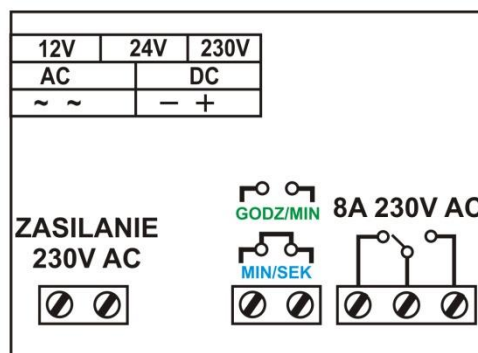 12V 24V 230V
AC DC
~ ~ − +
GODZ/MIN
8A 230V AC
ZASILANIE
230V AC
MIN/SEK